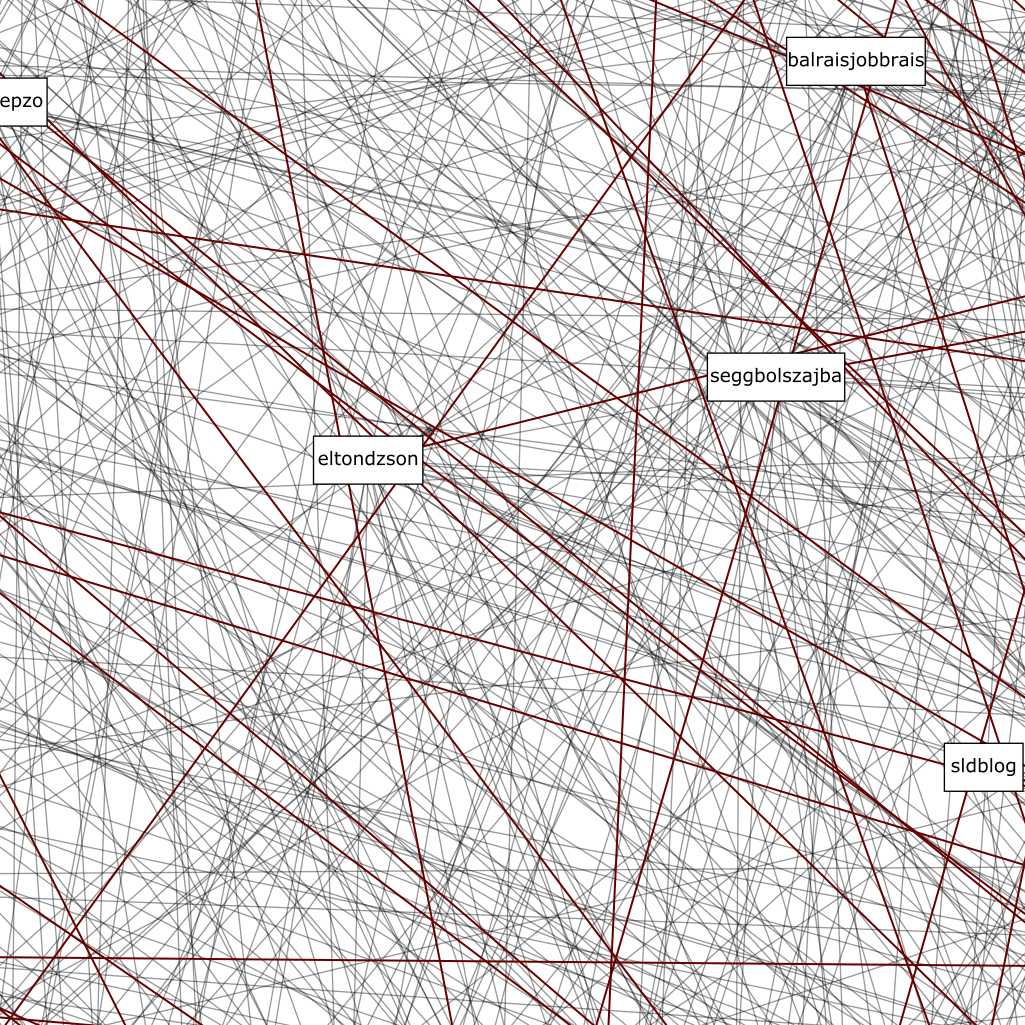 balraisjobbrais
epzo
seggbolszajba
eltondzson
sldblog